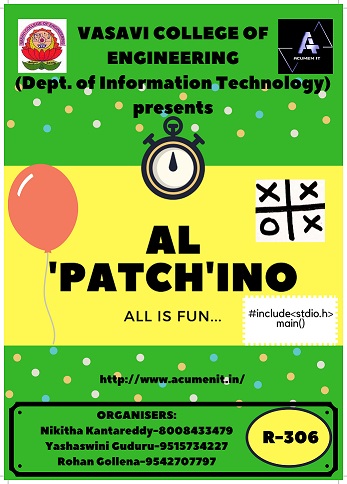 VASAVI COLLEGE OF
ENGINEERING
(Dept. of Information Technology)
presents
A
ACUMEN IT
X X
O X
AL
'PATCH'INO
ALL IS FUN...
#include<stdio.h>
main()
http://www.acumenit.in/
ORGANISERS:
Nikitha Kantareddy-8008433479
Yashaswini Guduru-9515734227
Rohan Gollena-9542707797
R-306